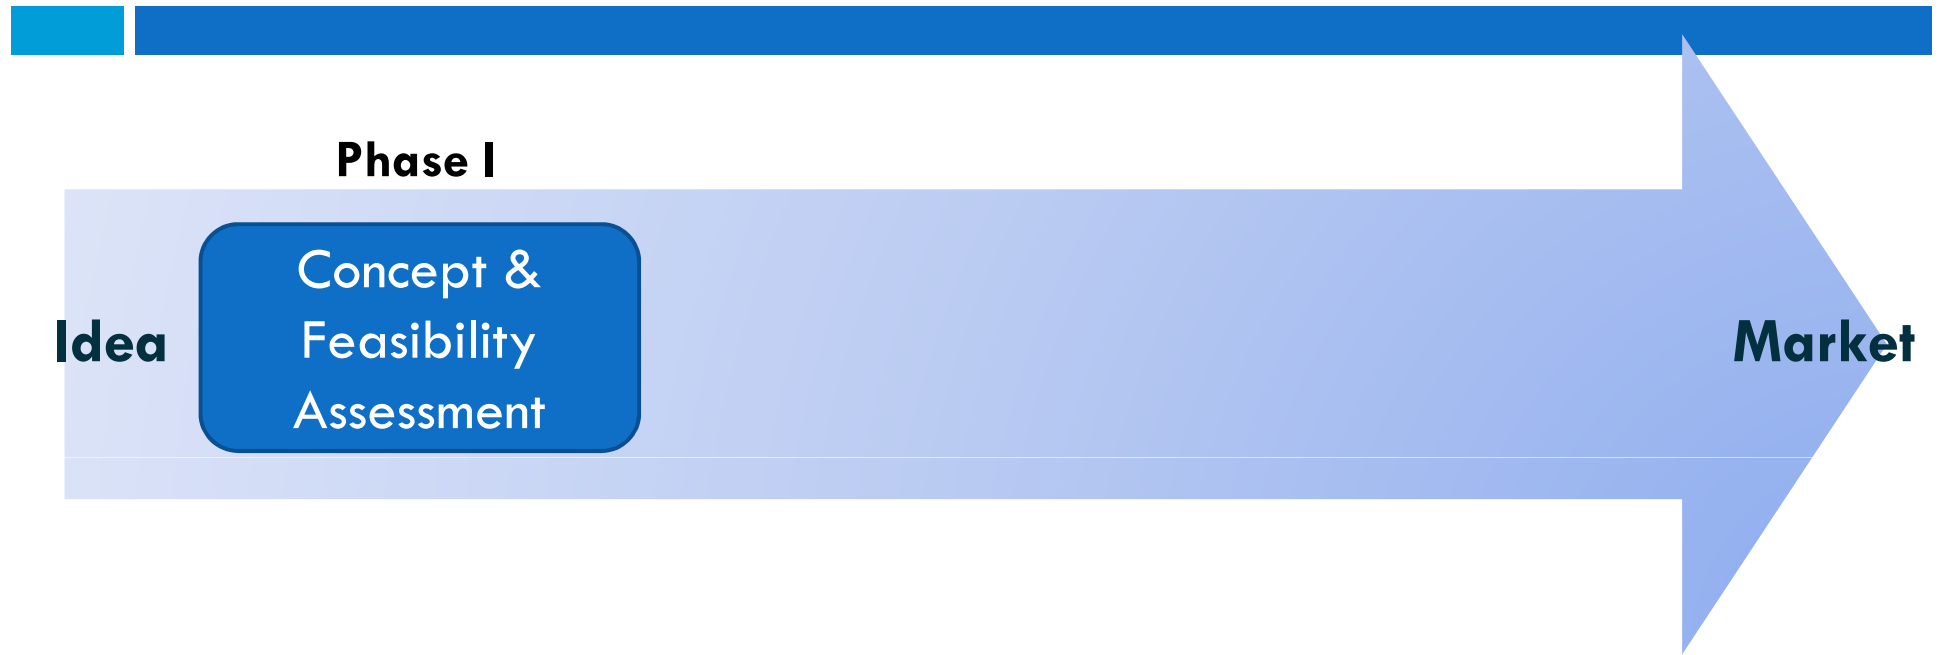 Phase I
Concept &
Feasibility
Assessment
Idea
Market